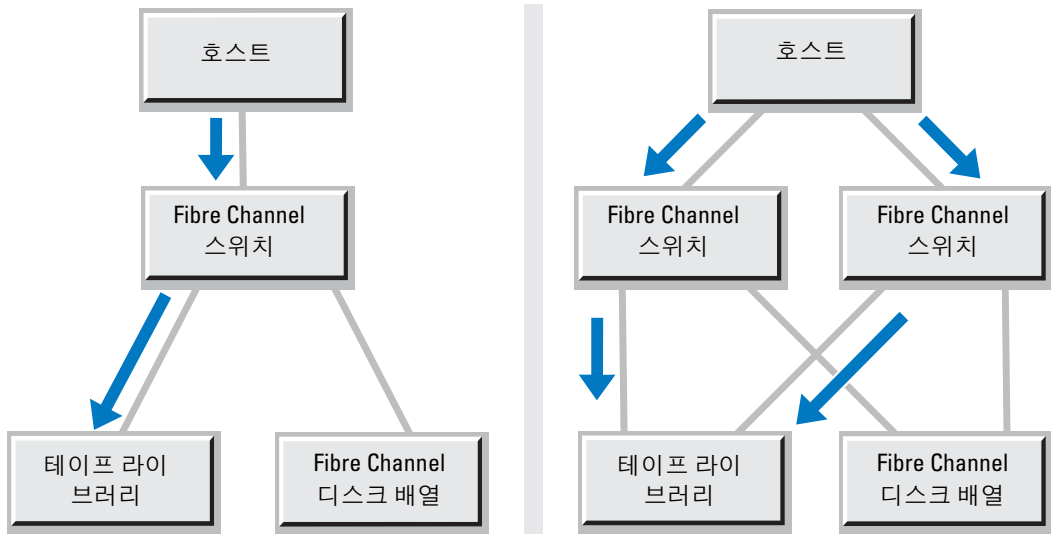 호스트
Fibre Channel
스위치
테이프 라이
브러리
Fibre Channel
디스크 배열
호스트
Fibre Channel
스위치
Fibre Channel
스위치
테이프 라이
브러리
Fibre Channel
디스크 배열